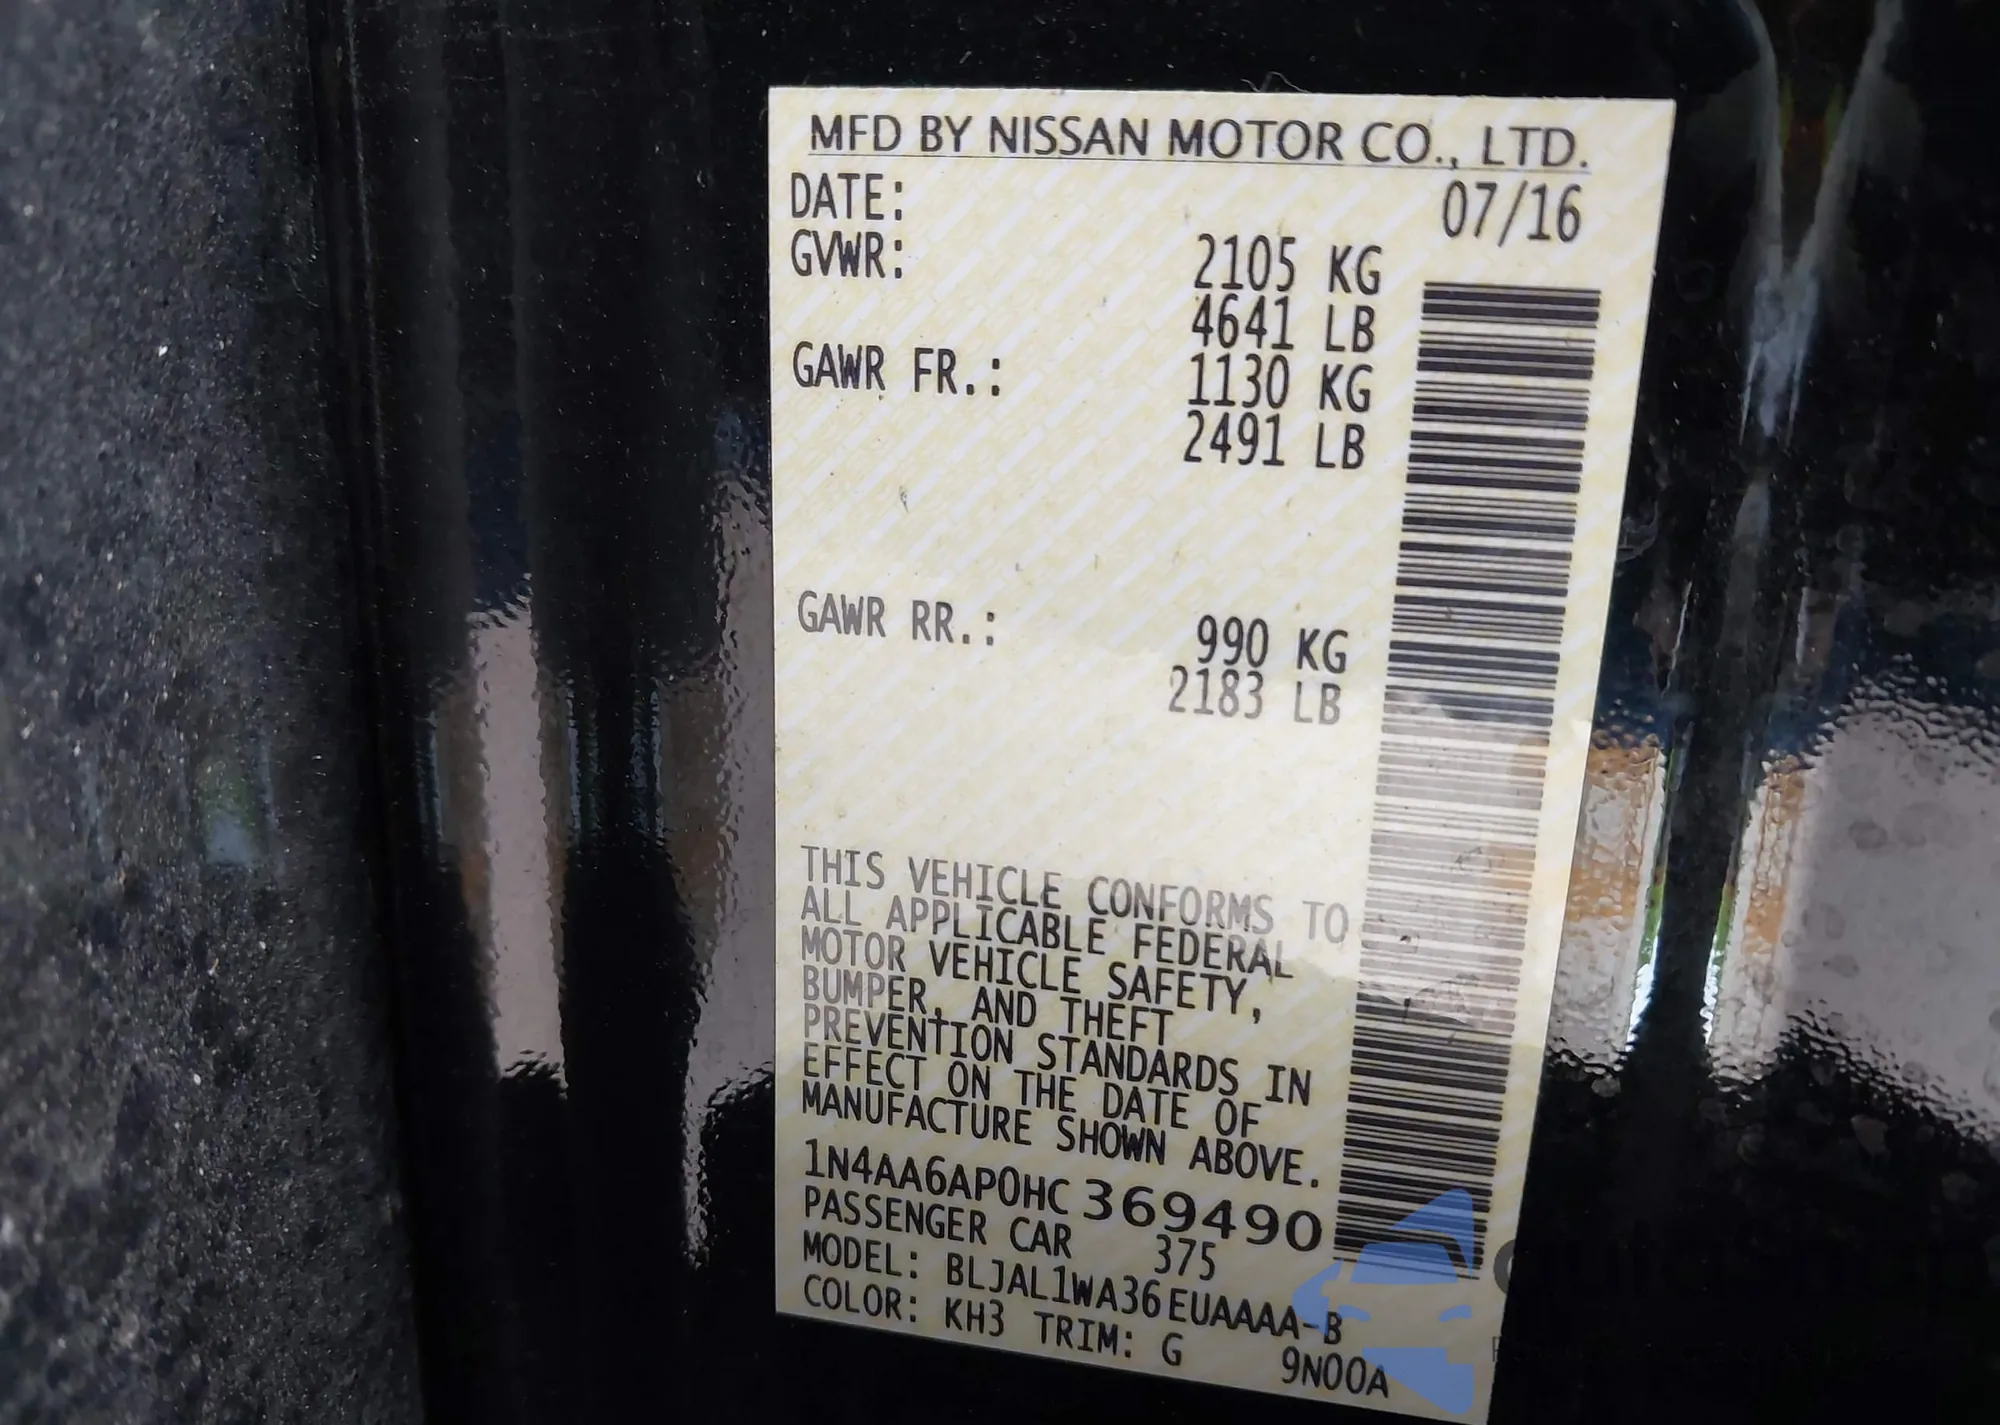 MFD BY NISSAN MOTOR CO., LTD.
DATE: 07/16
GVWR: 2105 KG
4641 LB
GAWR FR.: 1130 KG
2491 LB
GAWR RR.: 990 KG
2183 LB
THIS VEHICLE CONFORMS TO
ALL APPLICABLE FEDERAL
MOTOR VEHICLE SAFETY,
BUMPER, AND THEFT
PREVENTION STANDARDS IN
EFFECT ON THE DATE OF
MANUFACTURE SHOWN ABOVE.
1N4AA6AP0HC369490
PASSENGER CAR 375
MODEL: BLJAL1WA36EUAAAA-B
COLOR: KH3 TRIM: G 9N00A